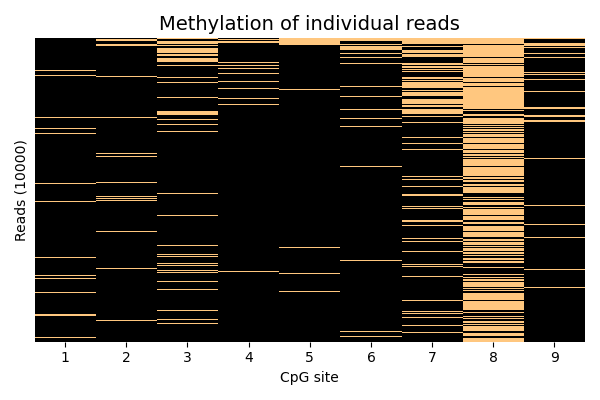 Methylation of individual reads
Reads (10000)
1 2 3 4 5 6 7 8 9
CpG site